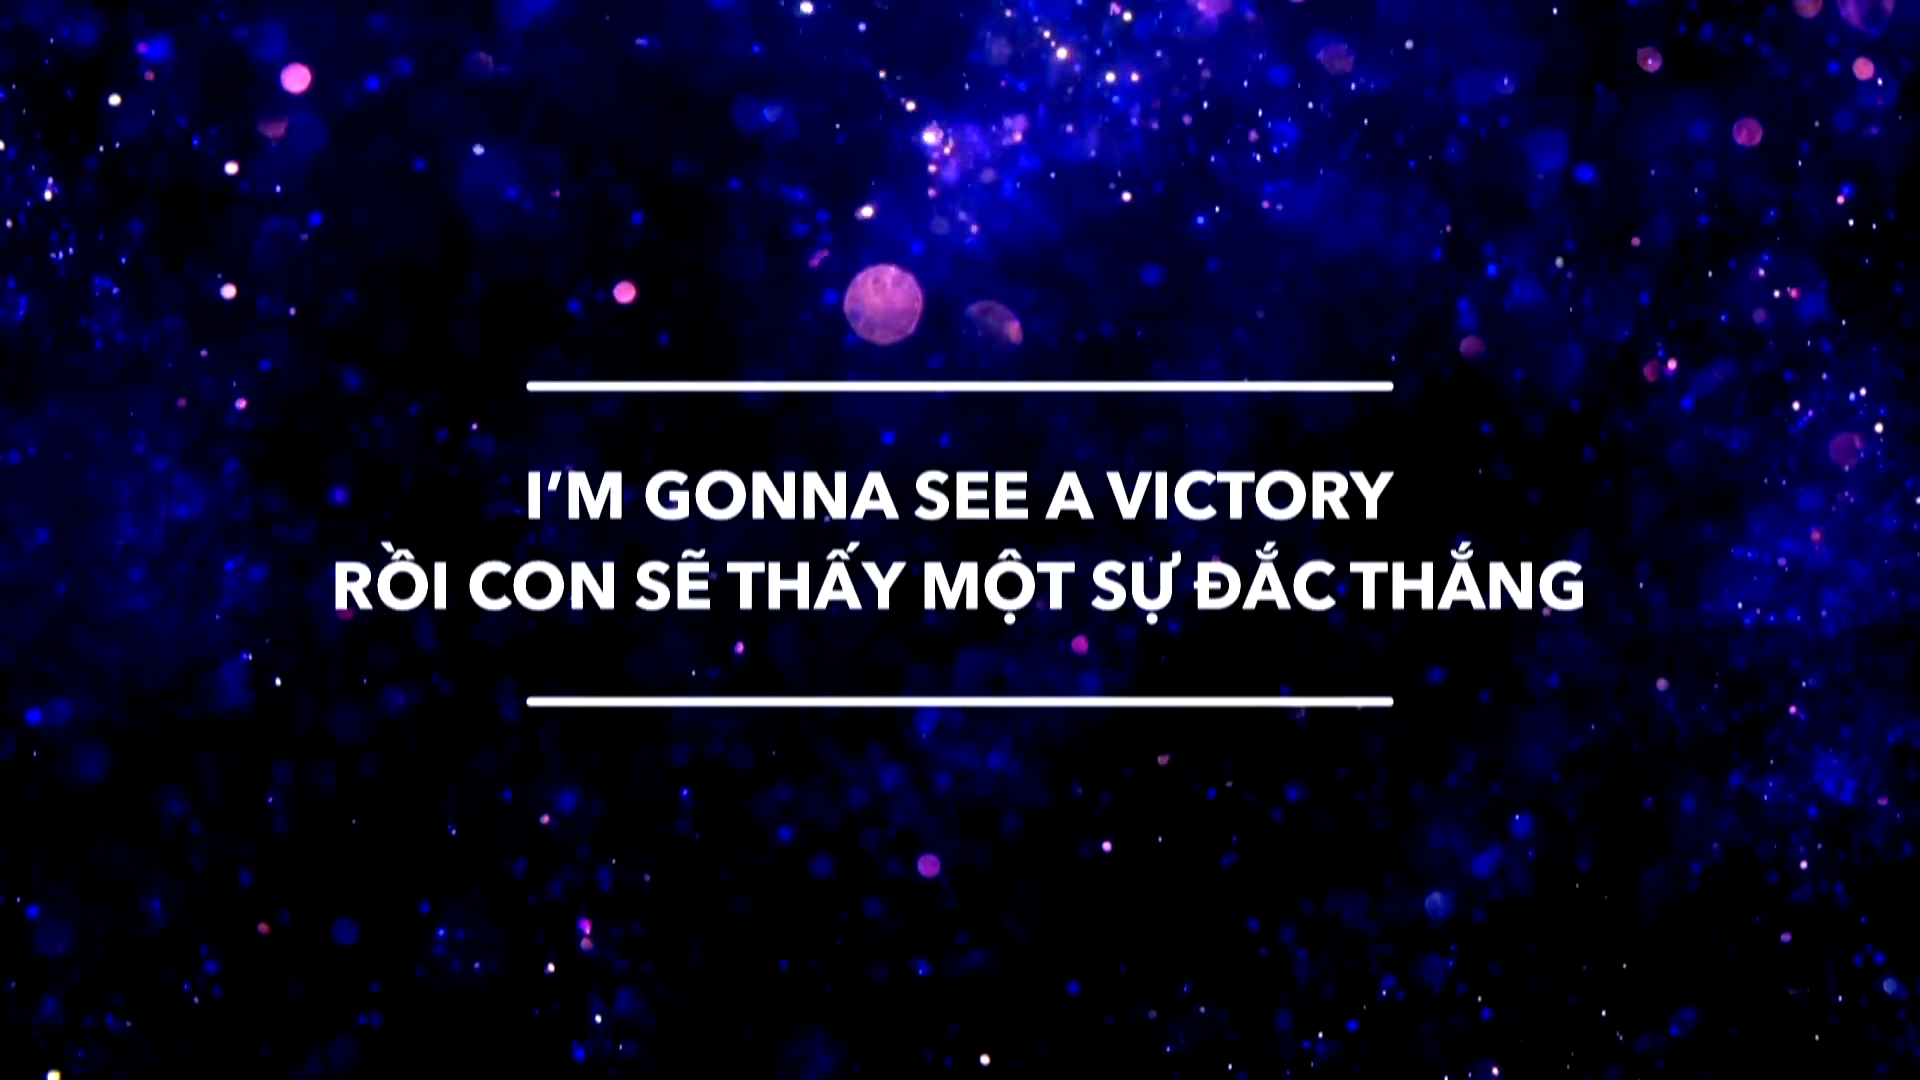 I’M GONNA SEE A VICTORY
RỒI CON SẼ THẤY MỘT SỰ ĐẮC THẮNG